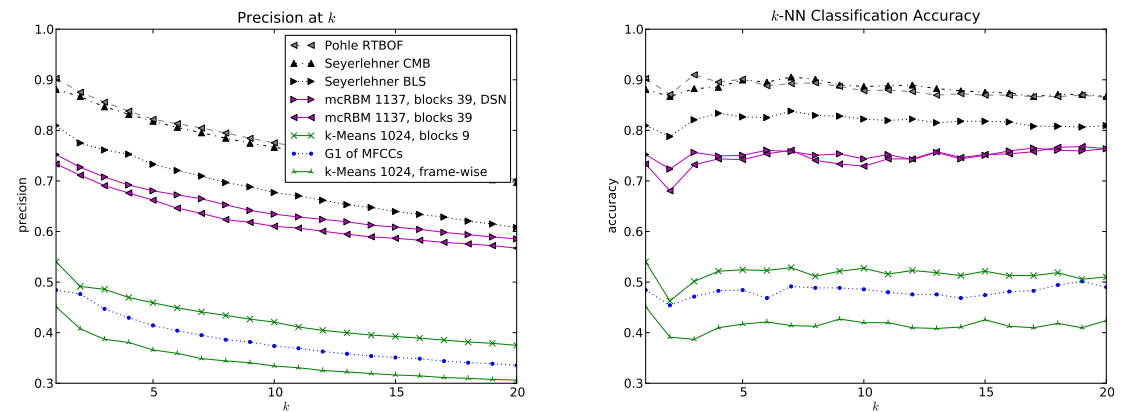 Precision at k
1.0
0.9
0.8
0.7
0.6
0.5
0.4
0.3
precision
5
10
15
20
k
Pohle RTBOF
Seyerlehner CMB
Seyerlehner BLS
mcRBM 1137, blocks 39, DSN
mcRBM 1137, blocks 39
k-Means 1024, blocks 9
G1 of MFCCs
k-Means 1024, frame-wise
k-NN Classification Accuracy
1.0
0.9
0.8
0.7
0.6
0.5
0.4
0.3
accuracy
5
10
15
20
k